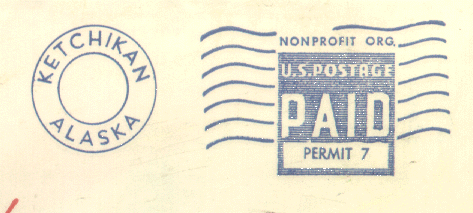 KETCHIKAN
ALASKA
NONPROFIT ORG.
U.S. POSTAGE
PAID
PERMIT 7